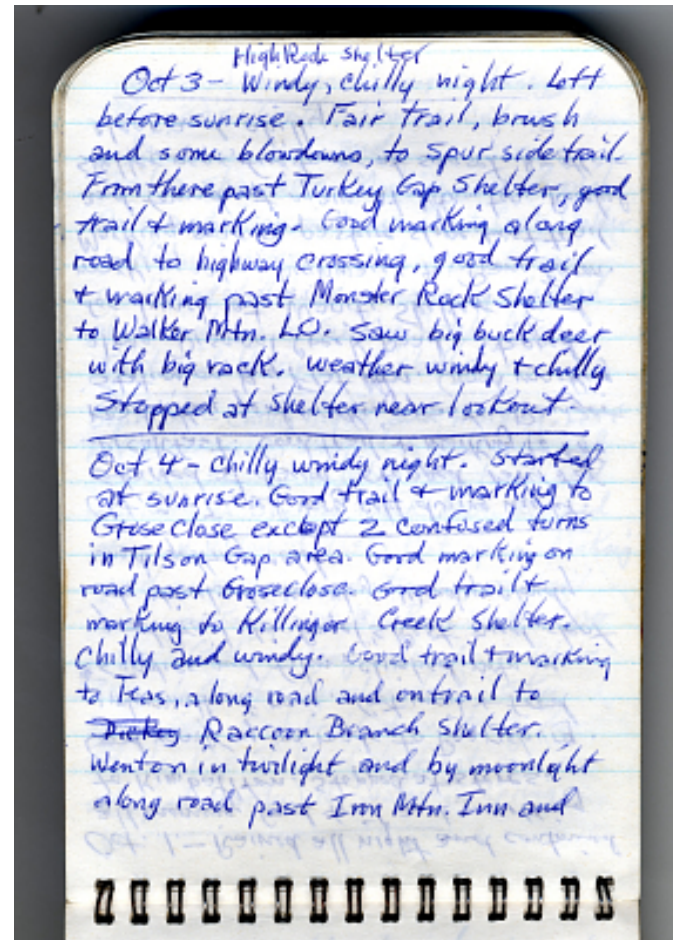 High Rock Shelter
Oct 3 - Windy, chilly night. Left
before sunrise. Fair trail, brush
and some blowdowns, to spur side trail.
From there past Turkey Gap Shelter, good
trail + marking. Good marking along
road to highway crossing, good trail
+ marking past Monster Rock Shelter
to Walker Mtn. L.O. Saw big buck deer
with big rack. Weather windy + chilly
Stopped at shelter near lookout.
Oct 4 - Chilly windy night. Started
at sunrise. Good trail + marking to
Groseclose except 2 confused turns
in Tilson Gap area. Good marking on
road past Groseclose. Good trail +
marking to Killinger Creek Shelter.
Chilly and windy. Good trail + marking
to Teas, along road and on trail to
Raccoon Branch Shelter.
Went on in twilight and by moonlight
along road past Iron Mtn. Inn and